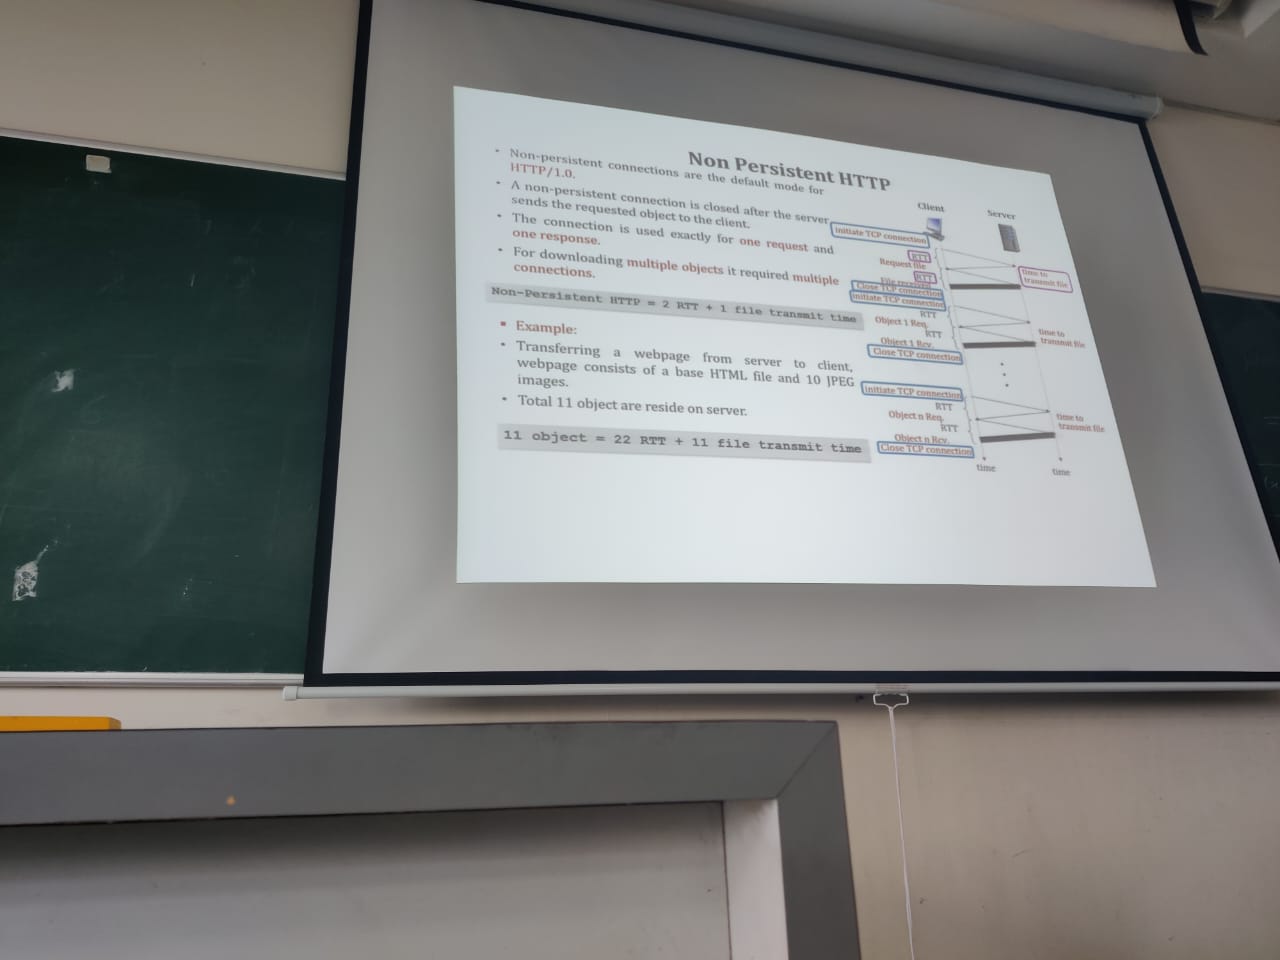 Non Persistent HTTP
• Non-persistent connections are the default mode for
HTTP/1.0.
• A non-persistent connection is closed after the server
sends the requested object to the client.
• The connection is used exactly for one request and
one response.
• For downloading multiple objects it required multiple
connections.
Non-Persistent HTTP = 2 RTT + 1 file transmit time
▪ Example:
• Transferring a webpage from server to client,
webpage consists of a base HTML file and 10 JPEG
images.
• Total 11 object are reside on server.
11 object = 22 RTT + 11 file transmit time
Client
Server
Initiate TCP connection
RTT
Request file
RTT
time to
transmit file
File received
Close TCP connection
Initiate TCP connection
RTT
Object 1 Req.
RTT
time to
transmit file
Object 1 Rcv.
Close TCP connection
Initiate TCP connection
RTT
Object n Req.
RTT
time to
transmit file
Object n Rcv.
Close TCP connection
time
time